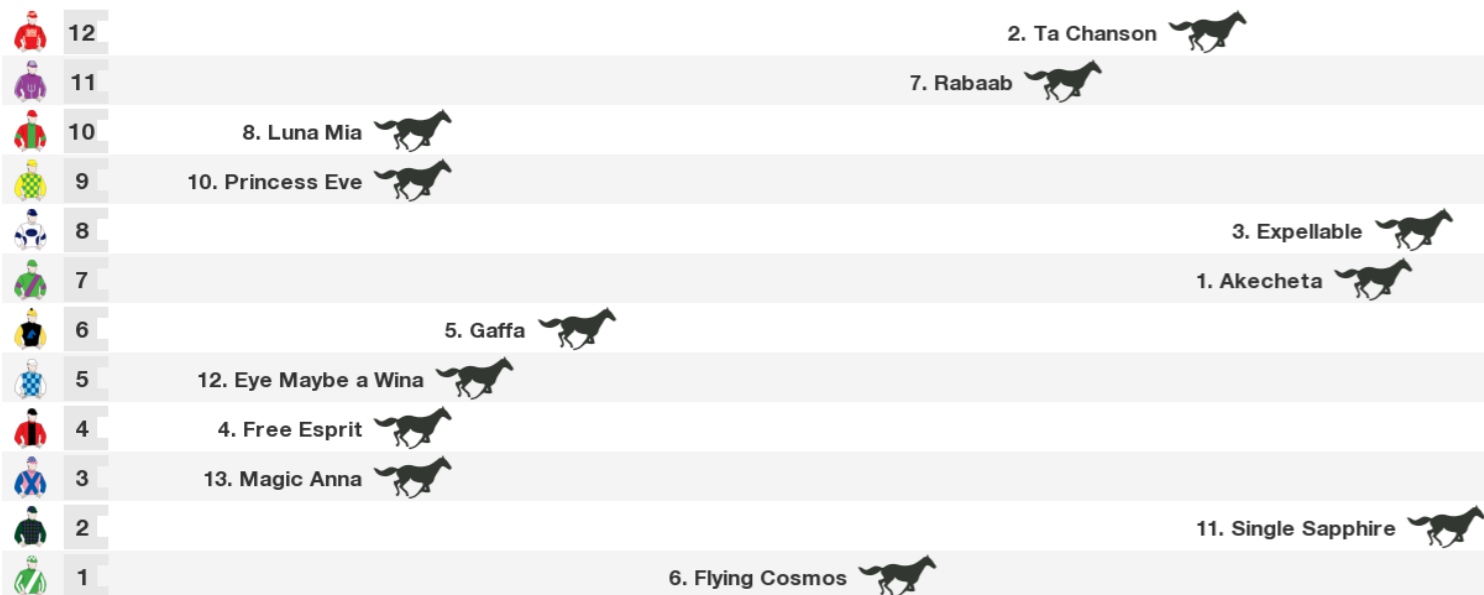 12 2. Ta Chanson
11 7. Rabaab
10 8. Luna Mia
9 10. Princess Eve
8 3. Expellable
7 1. Akecheta
6 5. Gaffa
5 12. Eye Maybe a Wina
4 4. Free Esprit
3 13. Magic Anna
2 11. Single Sapphire
1 6. Flying Cosmos